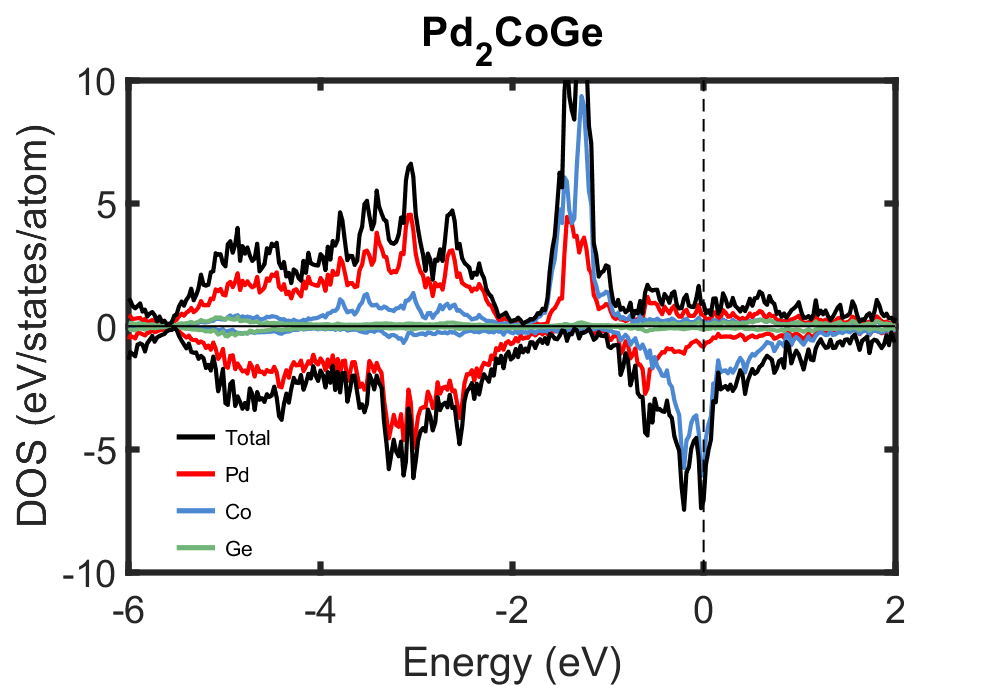 Pd₂CoGe
10
5
0
-5
-10
DOS (eV/states/atom)
Total
Pd
Co
Ge
-6 -4 -2 0 2
Energy (eV)